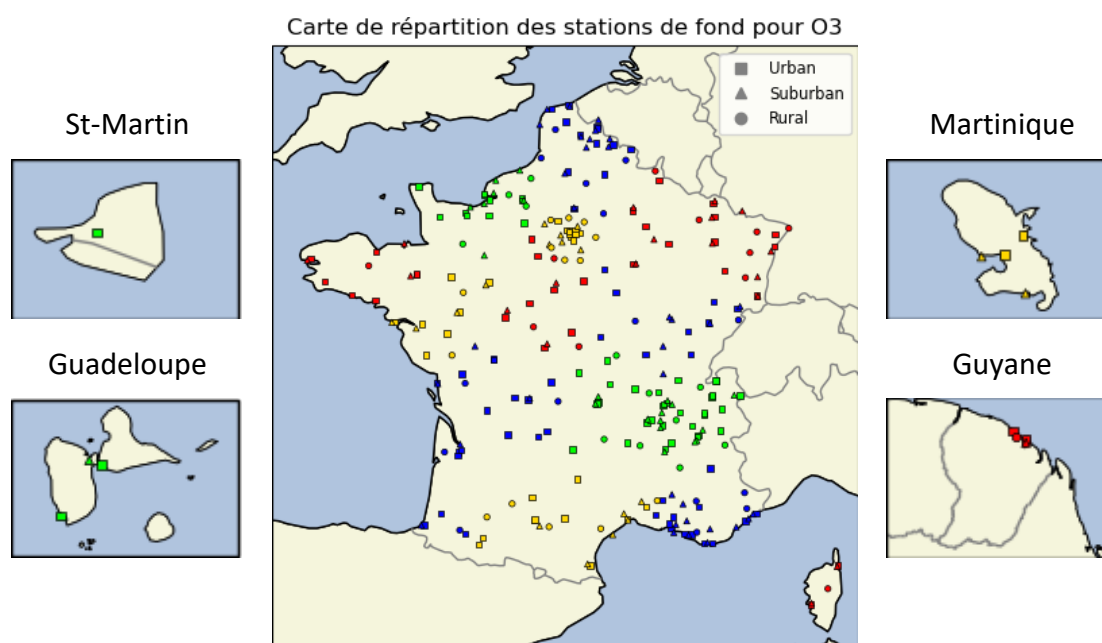 Carte de répartition des stations de fond pour O3
Urban
Suburban
Rural
St-Martin
Martinique
Guadeloupe
Guyane